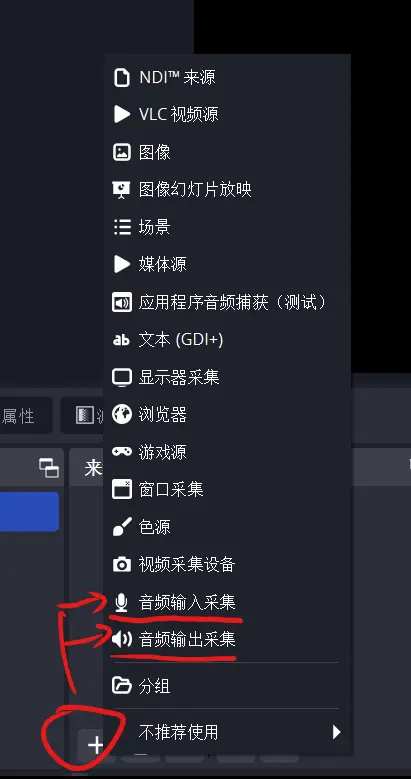 NDI™ 来源
VLC 视频源
图像
图像幻灯片放映
场景
媒体源
应用程序音频捕获（测试）
文本 (GDI+)
显示器采集
属性
浏览器
来
游戏源
窗口采集
色源
视频采集设备
音频输入采集
音频输出采集
分组
不推荐使用